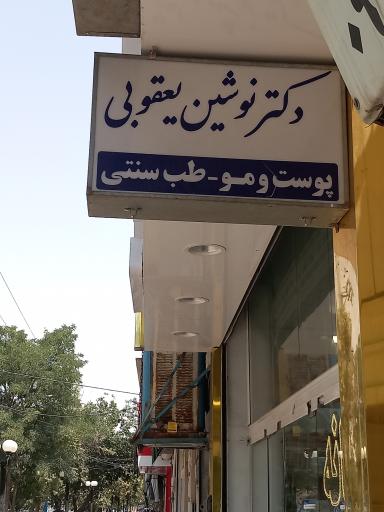 دکتر نوشین یعقوبی
پوست و مو - طب سنتی